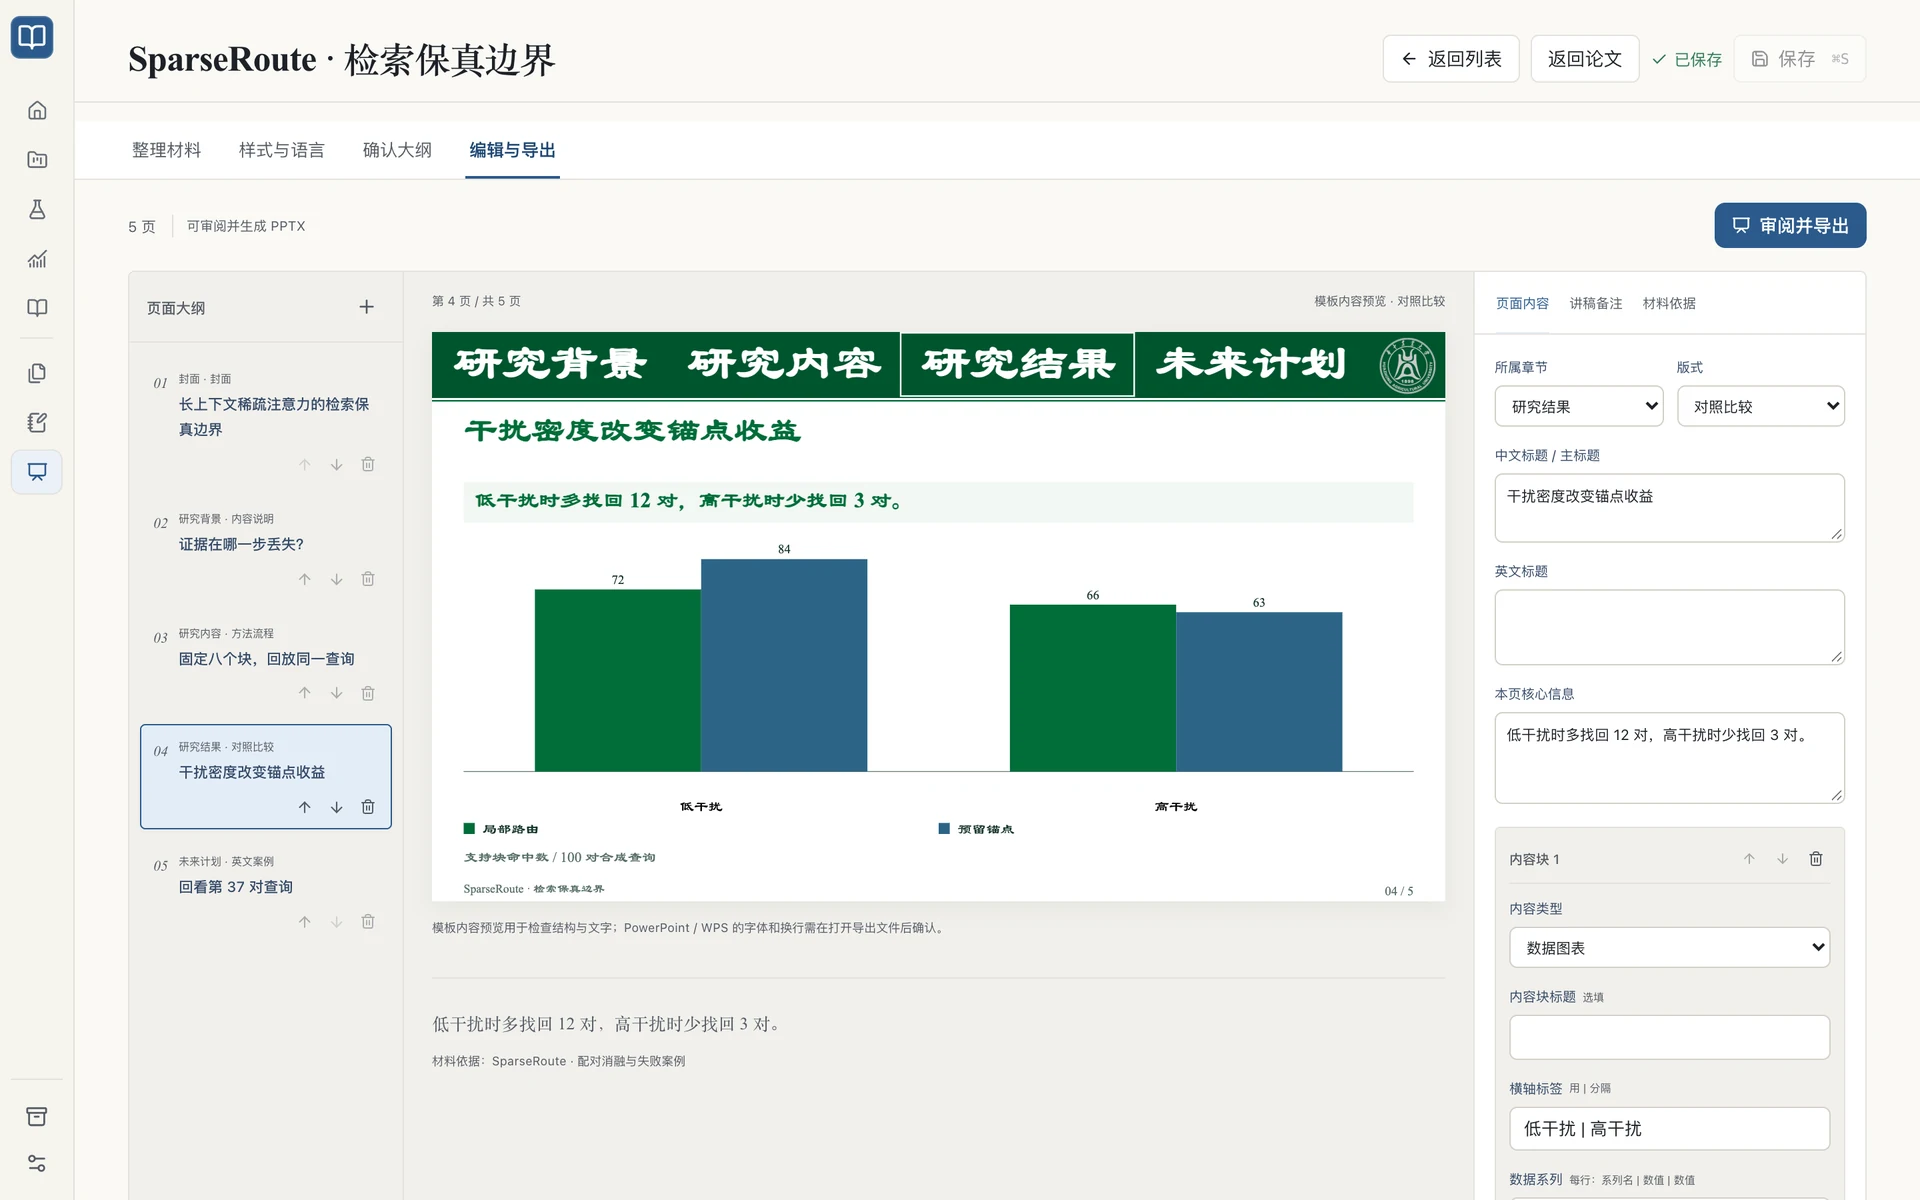 SparseRoute · 检索保真边界
返回列表
返回论文
已保存
保存 ⌘S
整理材料
样式与语言
确认大纲
编辑与导出
5 页
可审阅并生成 PPTX
审阅并导出
页面大纲
01
封面 · 封面
长上下文稀疏注意力的检索保
真边界
02
研究背景 · 内容说明
证据在哪一步丢失?
03
研究内容 · 方法流程
固定八个块，回放同一查询
04
研究结果 · 对照比较
干扰密度改变锚点收益
05
未来计划 · 英文案例
回看第 37 对查询
第 4 页 / 共 5 页
模板内容预览 · 对照比较
研究背景
研究内容
研究结果
未来计划
干扰密度改变锚点收益
低干扰时多找回 12 对，高干扰时少找回 3 对。
72
84
66
63
低干扰
高干扰
局部路由
预留锚点
支持块命中数 / 100 对合成查询
SparseRoute · 检索保真边界
04 / 5
模板内容预览用于检查结构与文字；PowerPoint / WPS 的字体和换行需在打开导出文件后确认。
低干扰时多找回 12 对，高干扰时少找回 3 对。
材料依据：SparseRoute · 配对消融与失败案例
页面内容
讲稿备注
材料依据
所属章节
版式
研究结果
对照比较
中文标题 / 主标题
干扰密度改变锚点收益
英文标题
本页核心信息
低干扰时多找回 12 对，高干扰时少找回 3 对。
内容块 1
内容类型
数据图表
内容块标题 选填
横轴标签 用 | 分隔
低干扰 | 高干扰
数据系列 每行：系列名 | 数值 | 数值